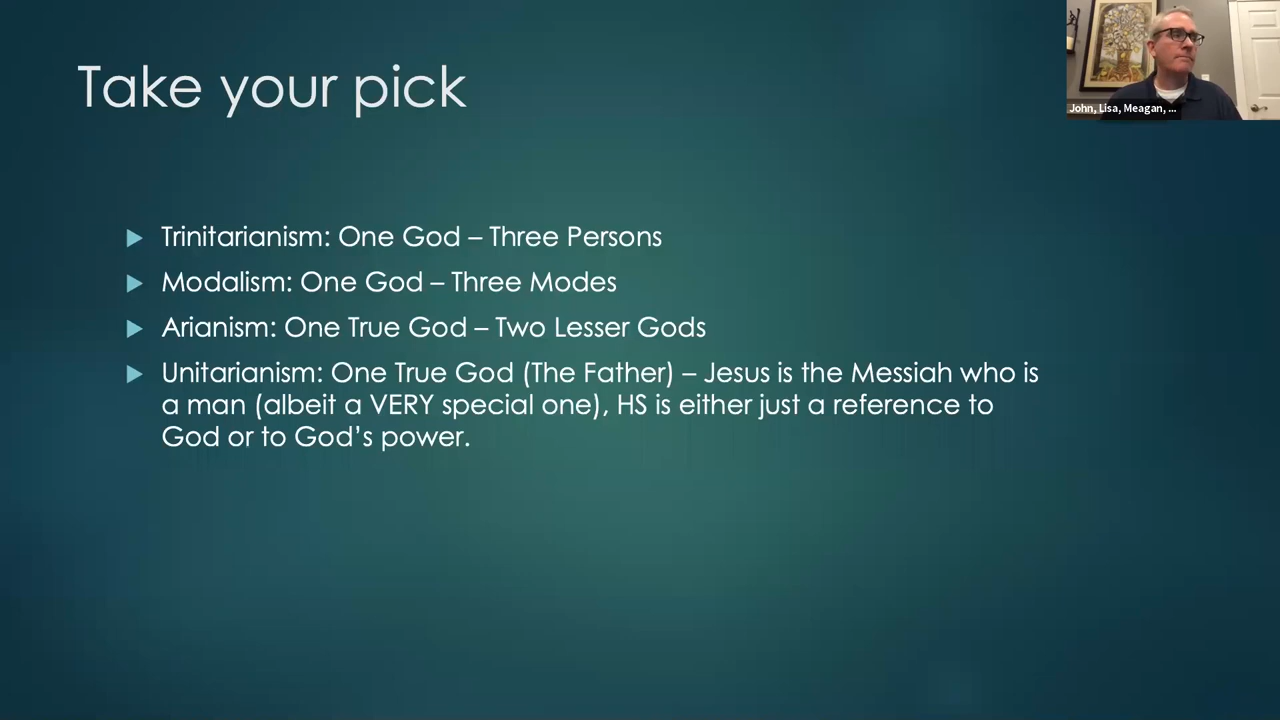 Take your pick
John, Lisa, Meagan, ...
Trinitarianism: One God – Three Persons
Modalism: One God – Three Modes
Arianism: One True God – Two Lesser Gods
Unitarianism: One True God (The Father) – Jesus is the Messiah who is
a man (albeit a VERY special one), HS is either just a reference to
God or to God’s power.